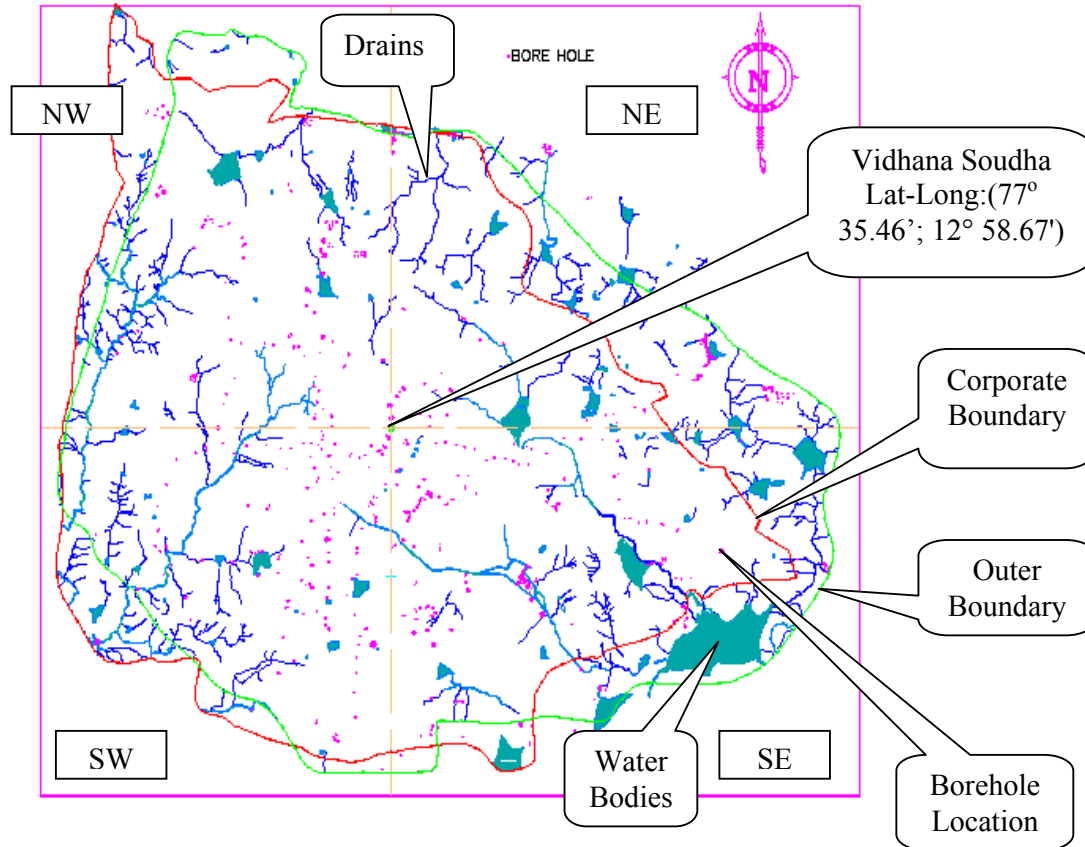 Drains
BORE HOLE
N
NW
NE
Vidhana Soudha
Lat-Long:(77º
35.46’; 12° 58.67')
Corporate
Boundary
Outer
Boundary
SW
Water
Bodies
SE
Borehole
Location